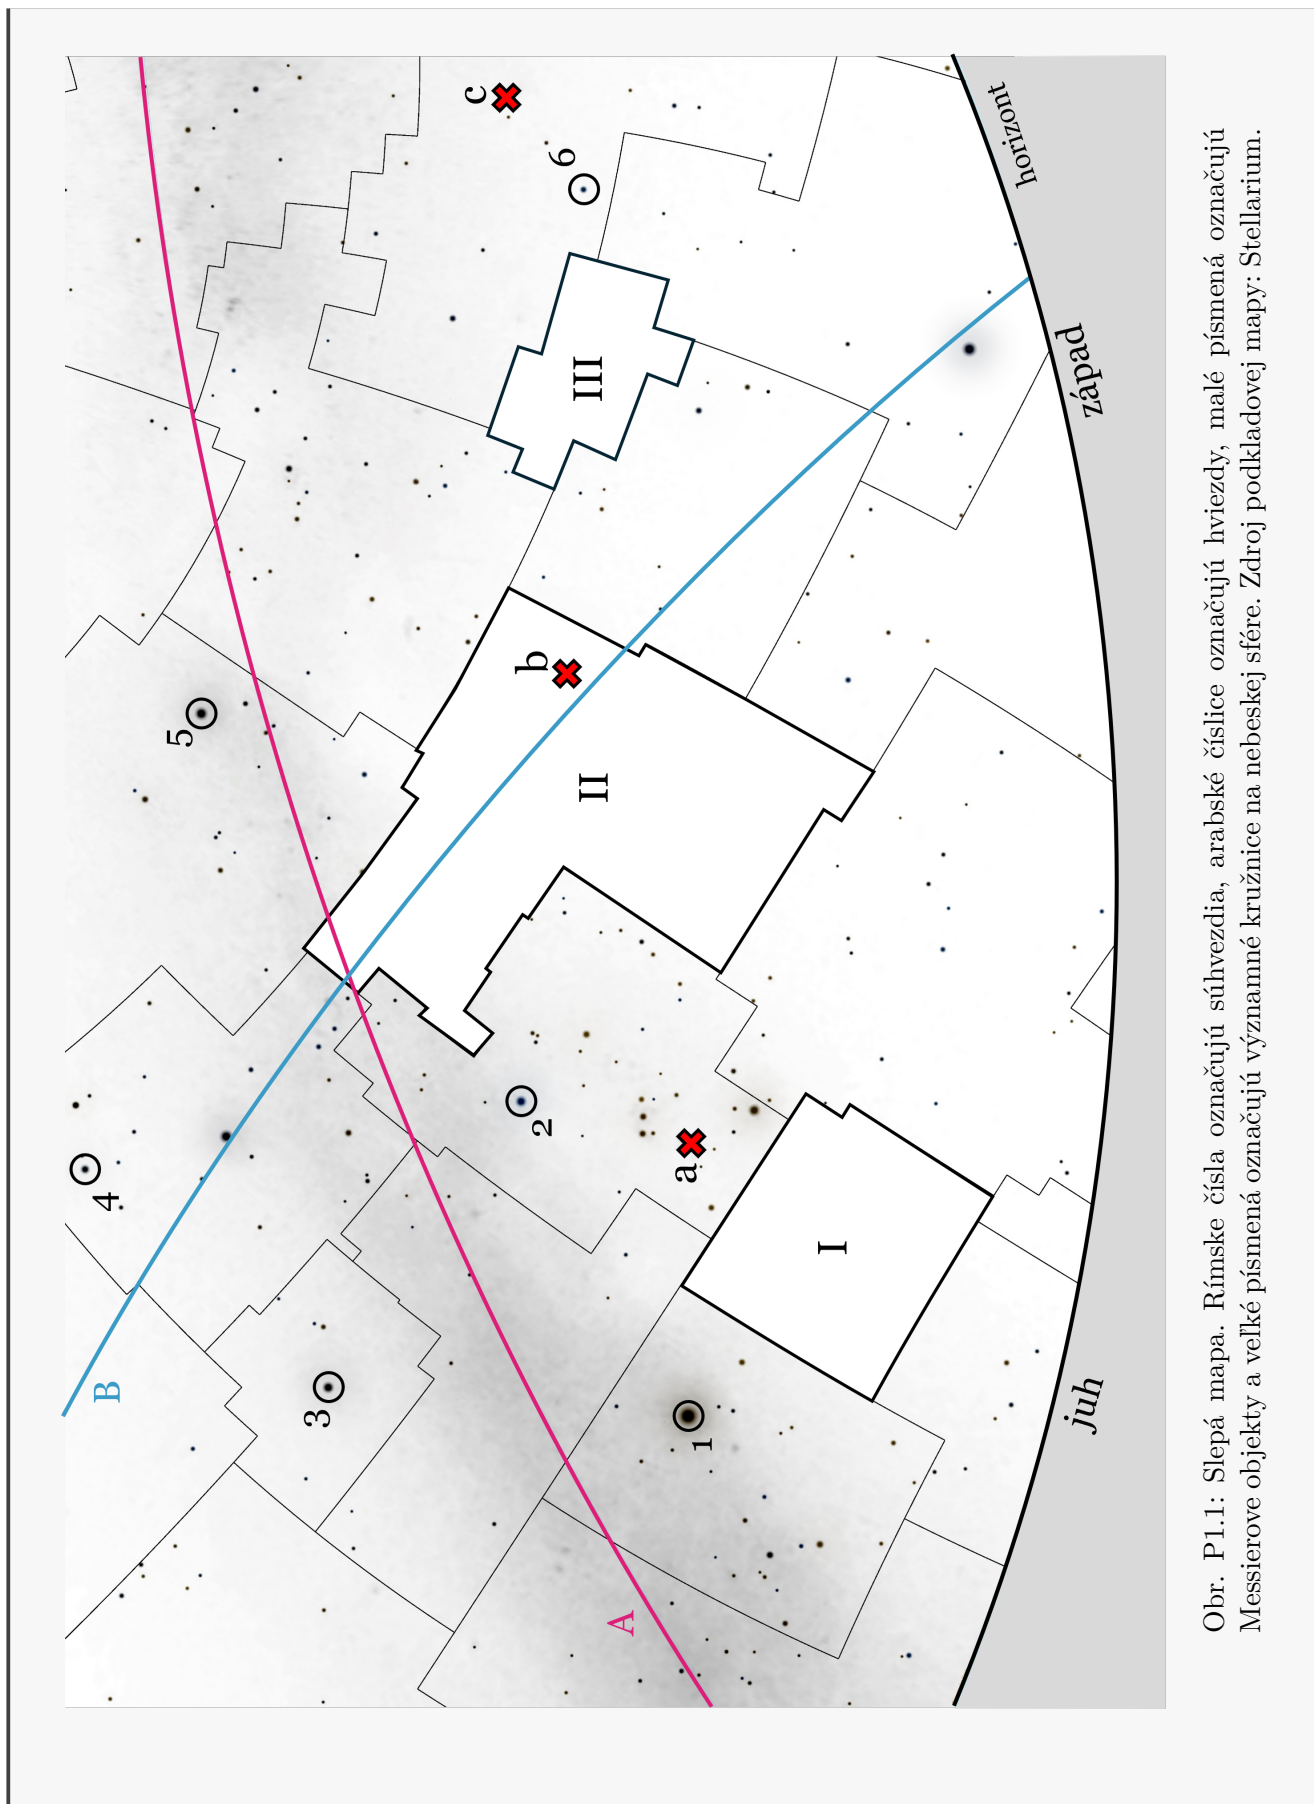 c
6
horizont
III
západ
b
5
II
B
4
2
a
3
I
1
juh
A
Obr. P1.1: Slepá mapa. Rímske čísla označujú súhvezdia, arabské číslice označujú hviezdy, malé písmená označujú
Messierove objekty a veľké písmená označujú významné kružnice na nebeskej sfére. Zdroj podkladovej mapy: Stellarium.